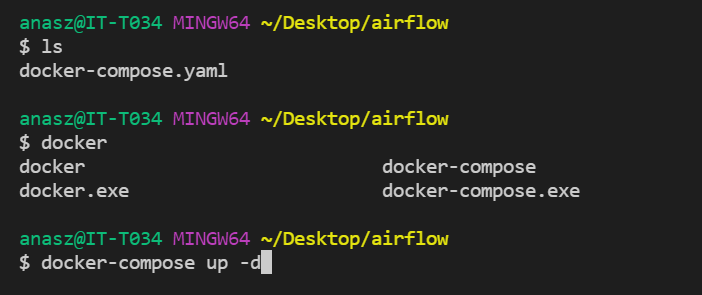 anasz@IT-T034 MINGW64 ~/Desktop/airflow
$ ls
docker-compose.yaml
anasz@IT-T034 MINGW64 ~/Desktop/airflow
$ docker
docker docker-compose
docker.exe docker-compose.exe
anasz@IT-T034 MINGW64 ~/Desktop/airflow
$ docker-compose up -d